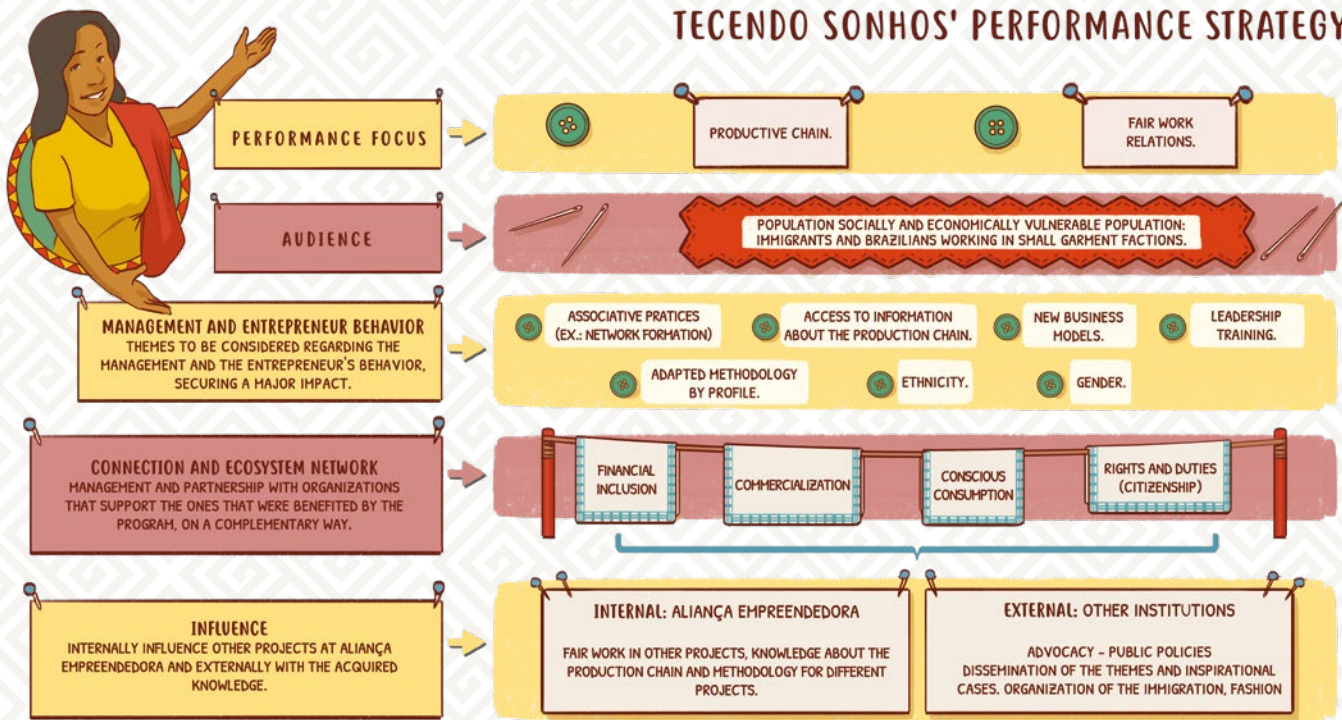 TECENDO SONHOS' PERFORMANCE STRATEGY
PERFORMANCE FOCUS
PRODUCTIVE CHAIN.
FAIR WORK
RELATIONS.
AUDIENCE
POPULATION SOCIALLY AND ECONOMICALLY VULNERABLE POPULATION:
IMMIGRANTS AND BRAZILIANS WORKING IN SMALL GARMENT FACTIONS.
MANAGEMENT AND ENTREPRENEUR BEHAVIOR
THEMES TO BE CONSIDERED REGARDING THE
MANAGEMENT AND THE ENTREPRENEUR'S BEHAVIOR,
SECURING A MAJOR IMPACT.
ASSOCIATIVE PRATICES
(EX.: NETWORK FORMATION)
ACCESS TO INFORMATION
ABOUT THE PRODUCTION CHAIN.
NEW BUSINESS
MODELS.
LEADERSHIP
TRAINING.
ADAPTED METHODOLOGY
BY PROFILE.
ETHNICITY.
GENDER.
CONNECTION AND ECOSYSTEM NETWORK
MANAGEMENT AND PARTNERSHIP WITH ORGANIZATIONS
THAT SUPPORT THE ONES THAT WERE BENEFITED BY THE
PROGRAM, ON A COMPLEMENTARY WAY.
FINANCIAL
INCLUSION
COMMERCIALIZATION
CONSCIOUS
CONSUMPTION
RIGHTS AND DUTIES
(CITIZENSHIP)
INFLUENCE
INTERNALLY INFLUENCE OTHER PROJECTS AT ALIANÇA
EMPREENDEDORA AND EXTERNALLY WITH THE ACQUIRED
KNOWLEDGE.
INTERNAL: ALIANÇA EMPREENDEDORA
FAIR WORK IN OTHER PROJECTS, KNOWLEDGE ABOUT THE
PRODUCTION CHAIN AND METHODOLOGY FOR DIFFERENT
PROJECTS.
EXTERNAL: OTHER INSTITUTIONS
ADVOCACY – PUBLIC POLICIES
DISSEMINATION OF THE THEMES AND INSPIRATIONAL
CASES. ORGANIZATION OF THE IMMIGRATION, FASHION